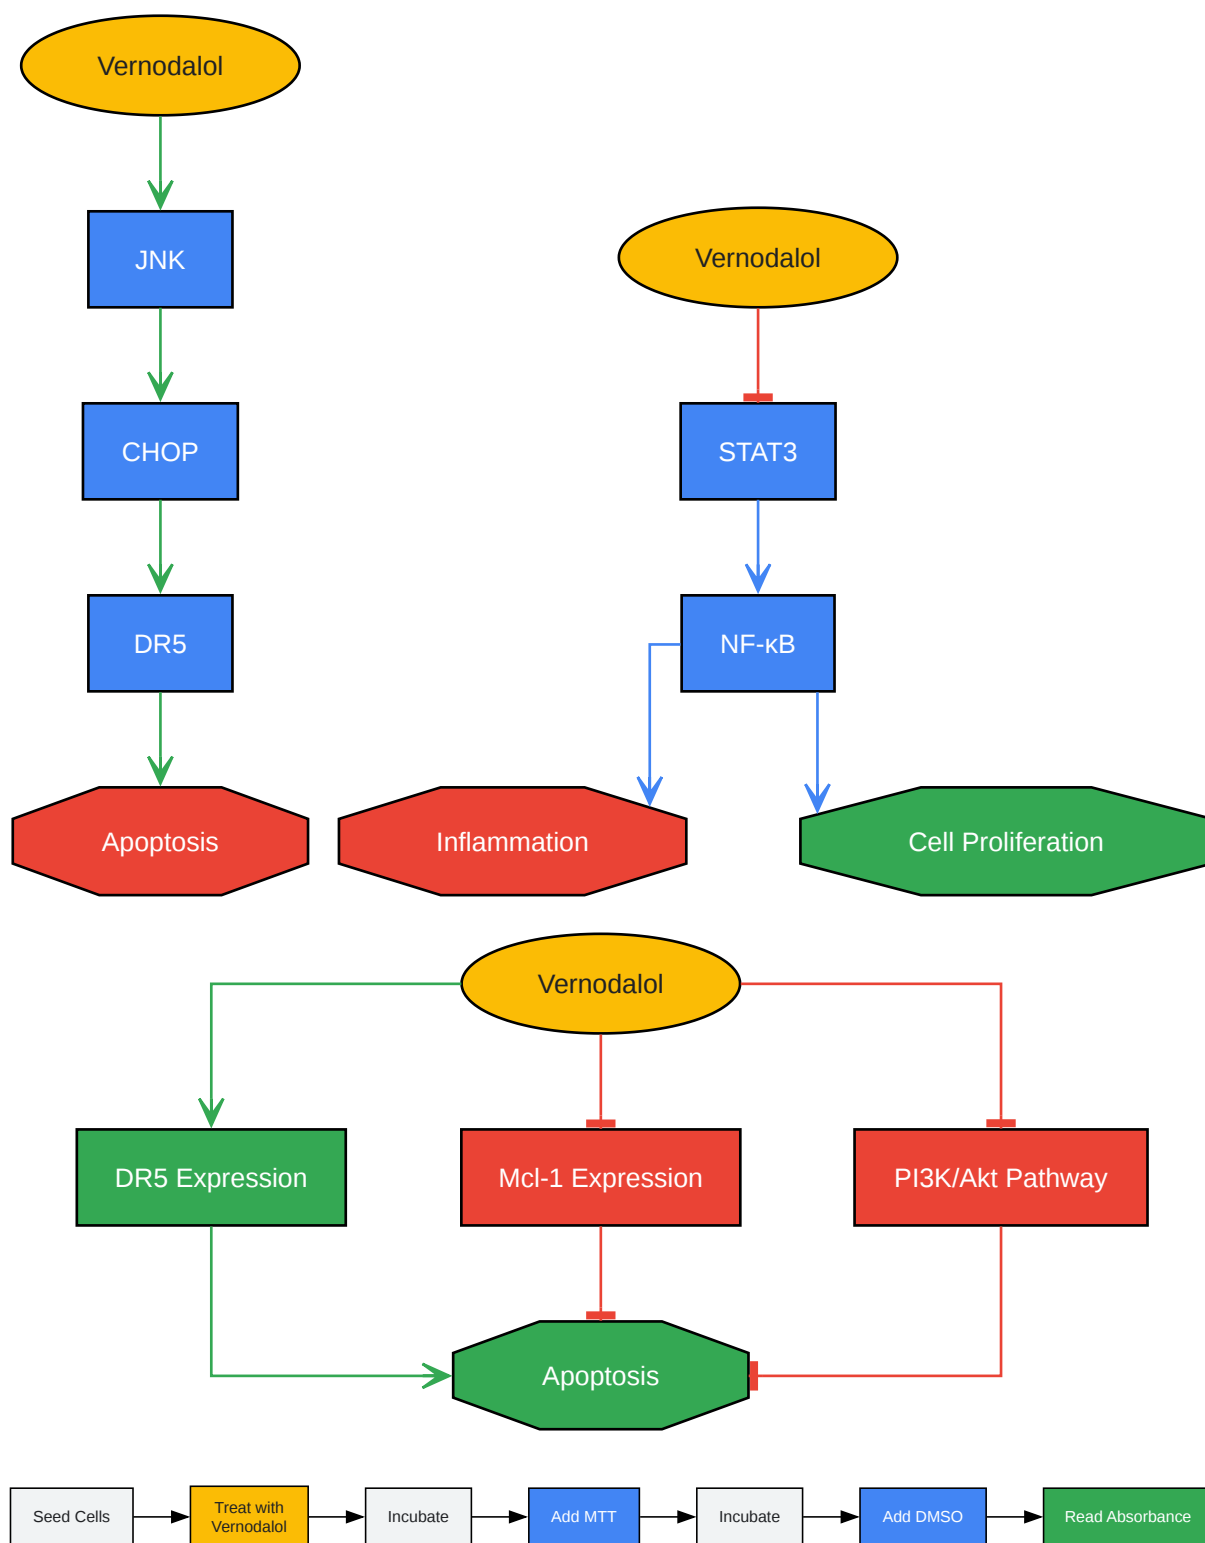 Vernodalol
JNK
CHOP
DR5
Apoptosis
Vernodalol
STAT3
NF-κB
Inflammation
Cell Proliferation
Vernodalol
DR5 Expression
Mcl-1 Expression
PI3K/Akt Pathway
Apoptosis
Seed Cells
Treat with
Vernodalol
Incubate
Add MTT
Incubate
Add DMSO
Read Absorbance